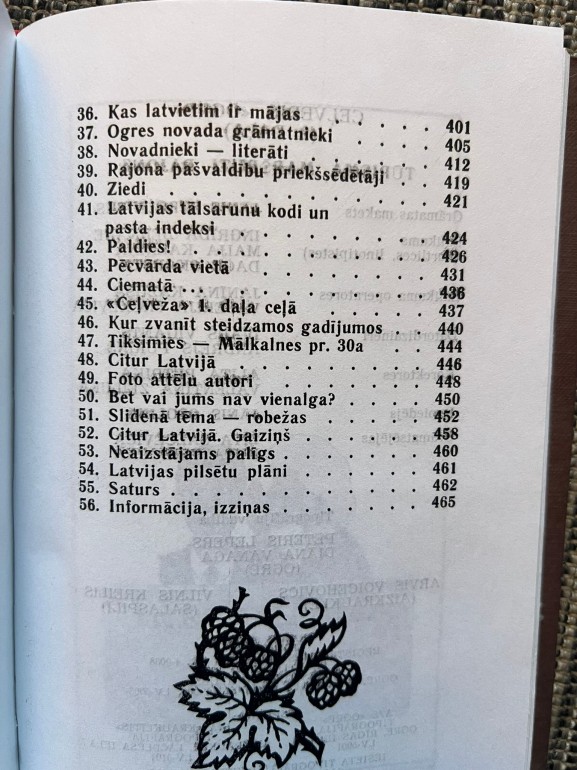 36. Kas latvietim ir mājas . . . . . 401
37. Ogres novada grāmatnieki . . . . 405
38. Novadnieki — literāti . . . . . 412
39. Rajona pašvaldību priekšsēdētāji . 419
40. Ziedi . . . . . . . . . . . 421
41. Latvijas tālsarunu kodi un
pasta indeksi . . . . . . . 424
42. Paldies! . . . . . . . . . . 426
43. Pēcvārda vietā . . . . . . . . 431
44. Ciematā . . . . . . . . . . . 436
45. «Ceļveža» I. daļa ceļā . . . . . 437
46. Kur zvanīt steidzamos gadījumos . 440
47. Tiksimies — Mālkalnes pr. 30a . . 444
48. Citur Latvijā . . . . . . . . 446
49. Foto attēlu autori . . . . . . 448
50. Bet vai jums nav vienalga? . . . 450
51. Slidenā tēma — robežas . . . . 452
52. Citur Latvijā. Gaiziņš . . . . . 458
53. Neaizstājams palīgs . . . . . . 460
54. Latvijas pilsētu plāni . . . . . 461
55. Saturs . . . . . . . . . . . 462
56. Informācija, izziņas . . . . . . 465